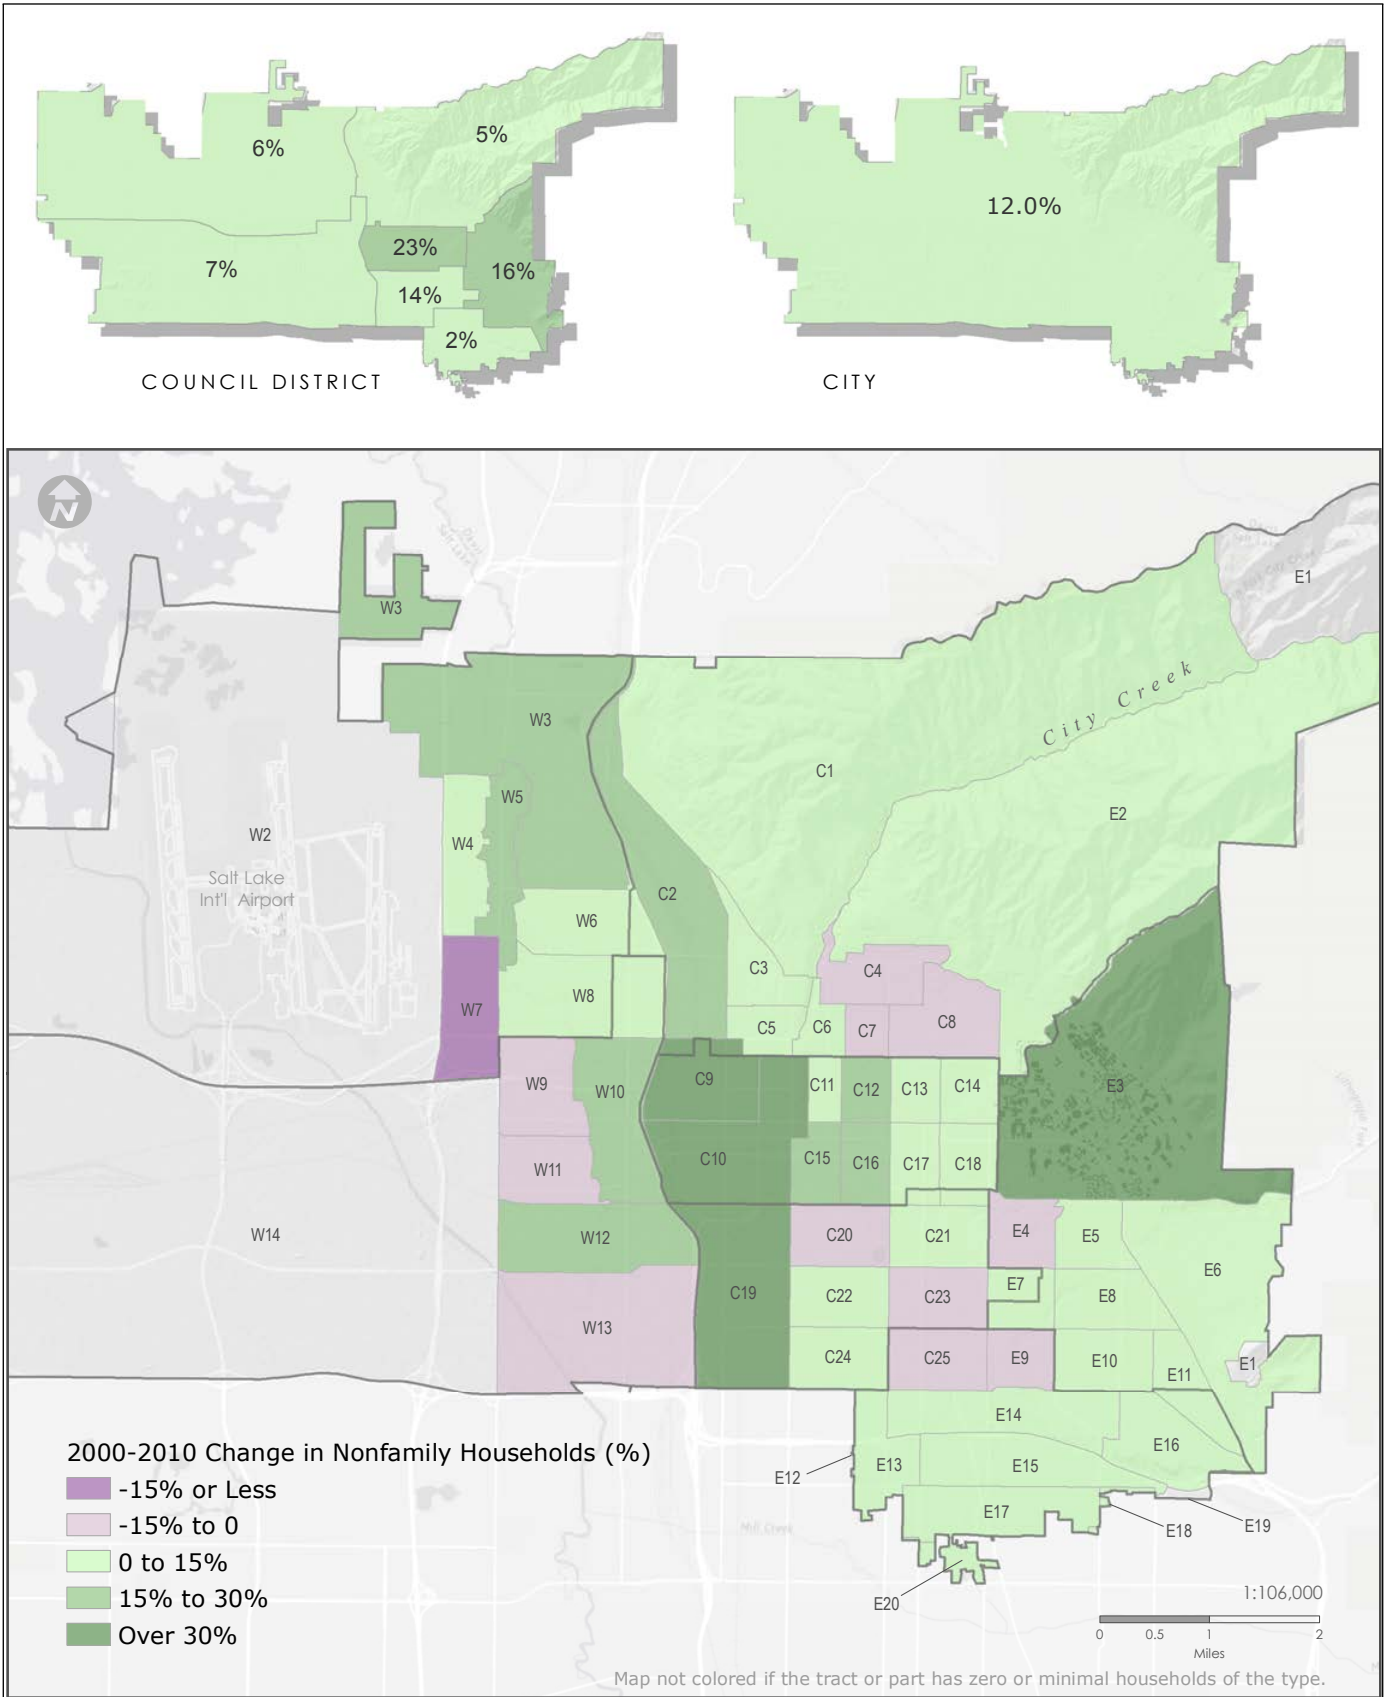 6%
5%
7%
23%
16%
14%
2%
COUNCIL DISTRICT
12.0%
CITY
N
Davis
Salt Lake
E1
W3
W3
City Creek
C1
W5
E2
W4
W2
Salt Lake
Int'l Airport
C2
W6
C3
C4
W8
W7
C5
C6
C7
C8
W9
W10
C9
C11
C12
C13
C14
E3
W11
C10
C15
C16
C17
C18
W14
W12
C20
C21
E4
E5
E6
C19
C22
C23
E7
E8
W13
C24
C25
E9
E10
E11
E1
E14
E16
E13
E15
E12
E17
E18
E19
E20
Mill Creek
2000-2010 Change in Nonfamily Households (%)
-15% or Less
-15% to 0
0 to 15%
15% to 30%
Over 30%
1:106,000
0 0.5 1 2
Miles
Map not colored if the tract or part has zero or minimal households of the type.